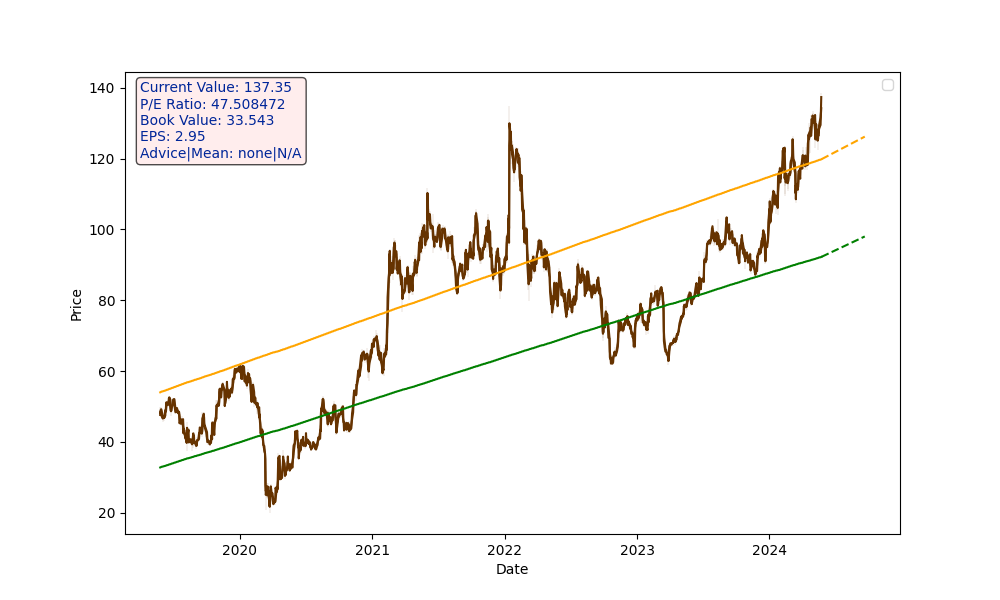 Current Value: 137.35
P/E Ratio: 47.508472
Book Value: 33.543
EPS: 2.95
Advice|Mean: none|N/A
140
120
100
80
60
40
20
Price
2020 2021 2022 2023 2024
Date